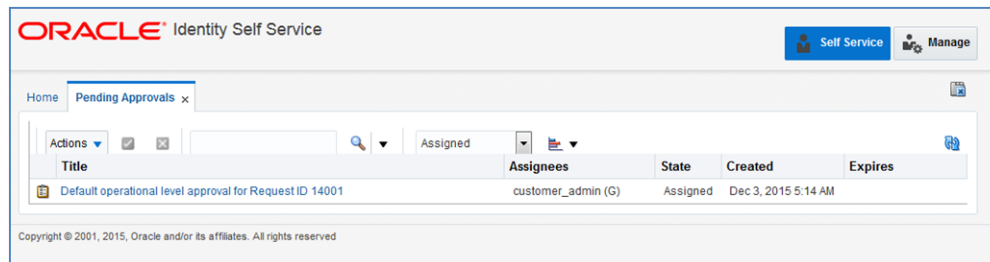 ORACLE® Identity Self Service
Self Service Manage
Home Pending Approvals x
Actions Assigned
Title Assignees State Created Expires
Default operational level approval for Request ID 14001 customer_admin (G) Assigned Dec 3, 2015 5:14 AM
Copyright © 2001, 2015, Oracle and/or its affiliates. All rights reserved